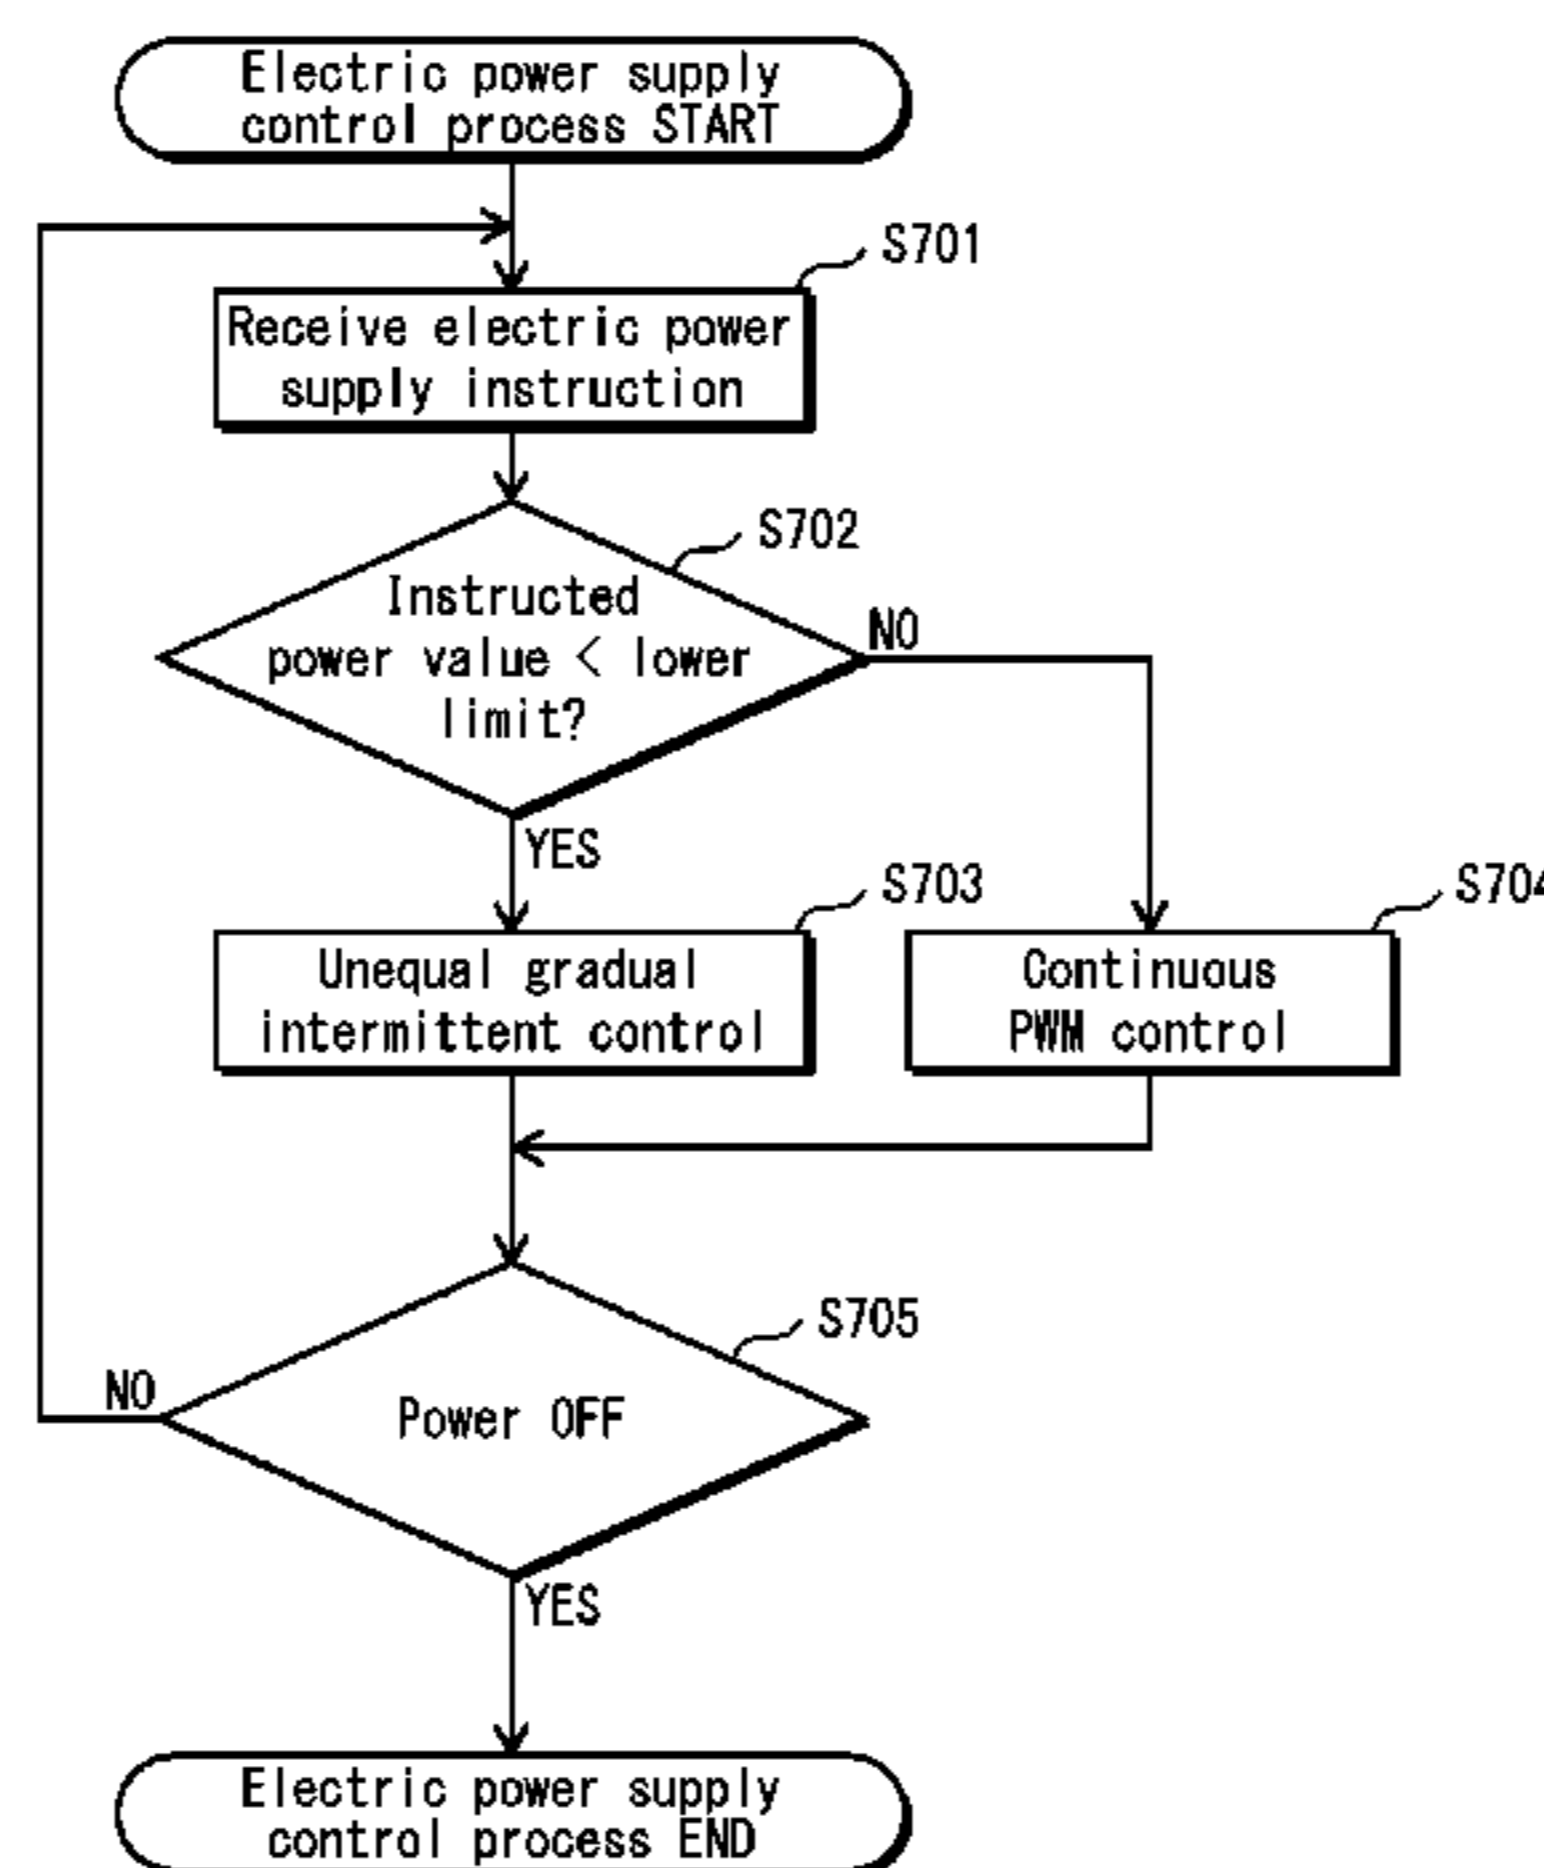 Electric power supply
control process START
S701
Receive electric power
supply instruction
S702
Instructed
power value < lower
limit?
NO
YES
S703
Unequal gradual
intermittent control
S704
Continuous
PWM control
S705
Power OFF
NO
YES
Electric power supply
control process END